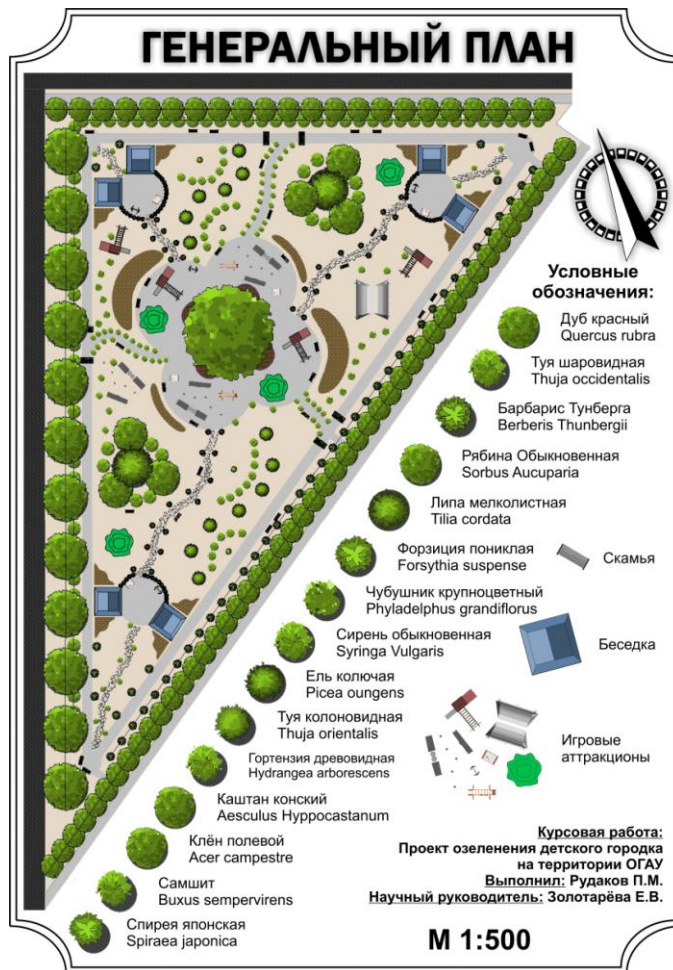 ГЕНЕРАЛЬНЫЙ ПЛАН
Условные
обозначения:
Дуб красный
Quercus rubra
Туя шаровидная
Thuja occidentalis
Барбарис Тунберга
Berberis Thunbergii
Рябина Обыкновенная
Sorbus Aucuparia
Липа мелколистная
Tilia cordata
Форзиция пониклая
Forsythia suspense
Скамья
Чубушник крупноцветный
Phyladelphus grandiflorus
Сирень обыкновенная
Syringa Vulgaris
Беседка
Ель колючая
Picea oungens
Туя колоновидная
Thuja orientalis
Игровые
аттракционы
Гортензия древовидная
Hydrangea arborescens
Каштан конский
Aesculus Hyppocastanum
Клён полевой
Acer campestre
Самшит
Buxus sempervirens
Спирея японская
Spiraea japonica
Курсовая работа:
Проект озеленения детского городка
на территории ОГАУ
Выполнил: Рудаков П.М.
Научный руководитель: Золотарёва Е.В.
М 1:500